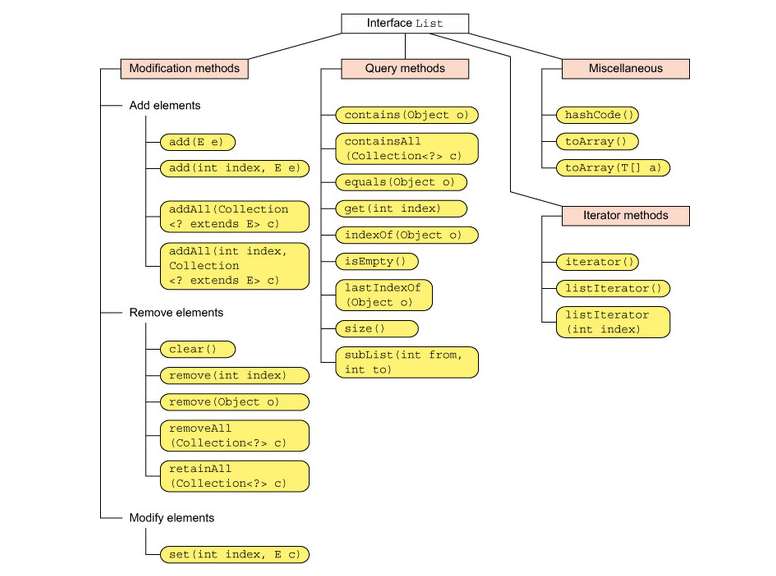 Interface List
Modification methods
Add elements
add(E e)
add(int index, E e)
addAll(Collection
<? extends E> c)
addAll(int index,
Collection
<? extends E> c)
Remove elements
clear()
remove(int index)
remove(Object o)
removeAll
(Collection<?> c)
retainAll
(Collection<?> c)
Modify elements
set(int index, E c)
Query methods
contains(Object o)
containsAll
(Collection<?> c)
equals(Object o)
get(int index)
indexOf(Object o)
isEmpty()
lastIndexOf
(Object o)
size()
subList(int from,
int to)
Miscellaneous
hashCode()
toArray()
toArray(T[] a)
Iterator methods
iterator()
listIterator()
listIterator
(int index)